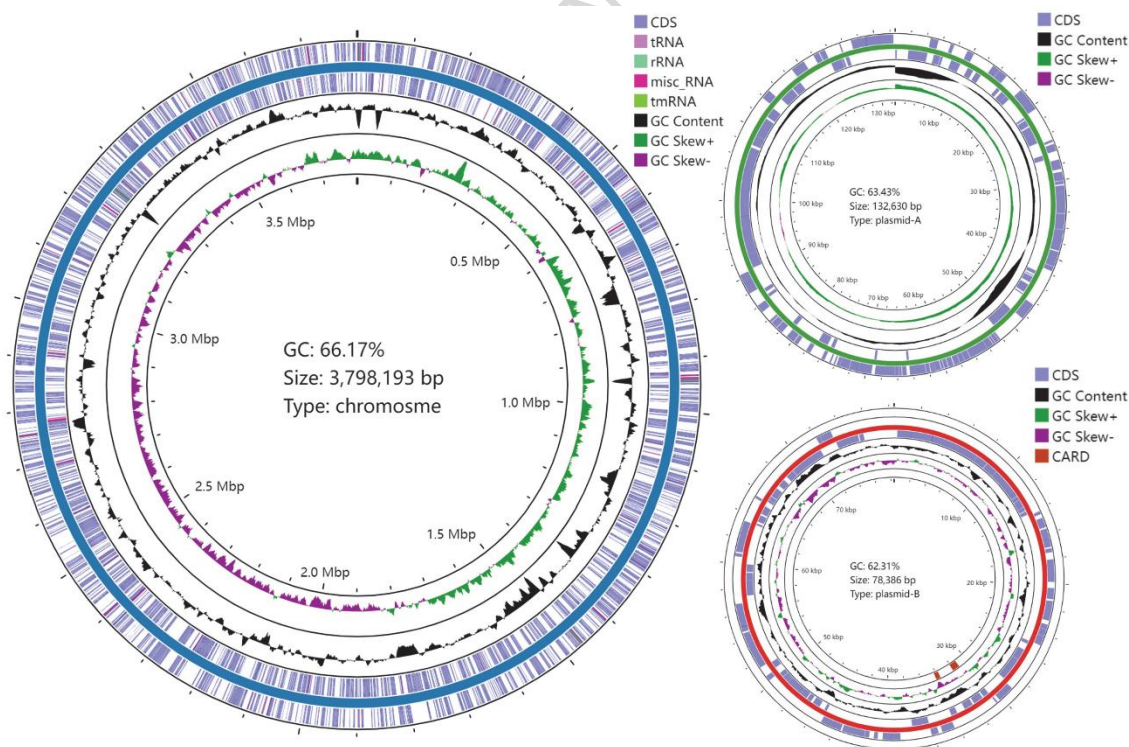 CDS
tRNA
rRNA
misc_RNA
tmRNA
GC Content
GC Skew+
GC Skew-
3.5 Mbp
0.5 Mbp
3.0 Mbp
1.0 Mbp
2.5 Mbp
1.5 Mbp
2.0 Mbp
GC: 66.17%
Size: 3,798,193 bp
Type: chromosme
CDS
GC Content
GC Skew+
GC Skew-
130 kbp
10 kbp
120 kbp
20 kbp
110 kbp
30 kbp
100 kbp
40 kbp
90 kbp
50 kbp
80 kbp
70 kbp
60 kbp
GC: 63.43%
Size: 132,630 bp
Type: plasmid-A
CDS
GC Content
GC Skew+
GC Skew-
CARD
70 kbp
10 kbp
60 kbp
20 kbp
50 kbp
30 kbp
40 kbp
GC: 62.31%
Size: 78,386 bp
Type: plasmid-B